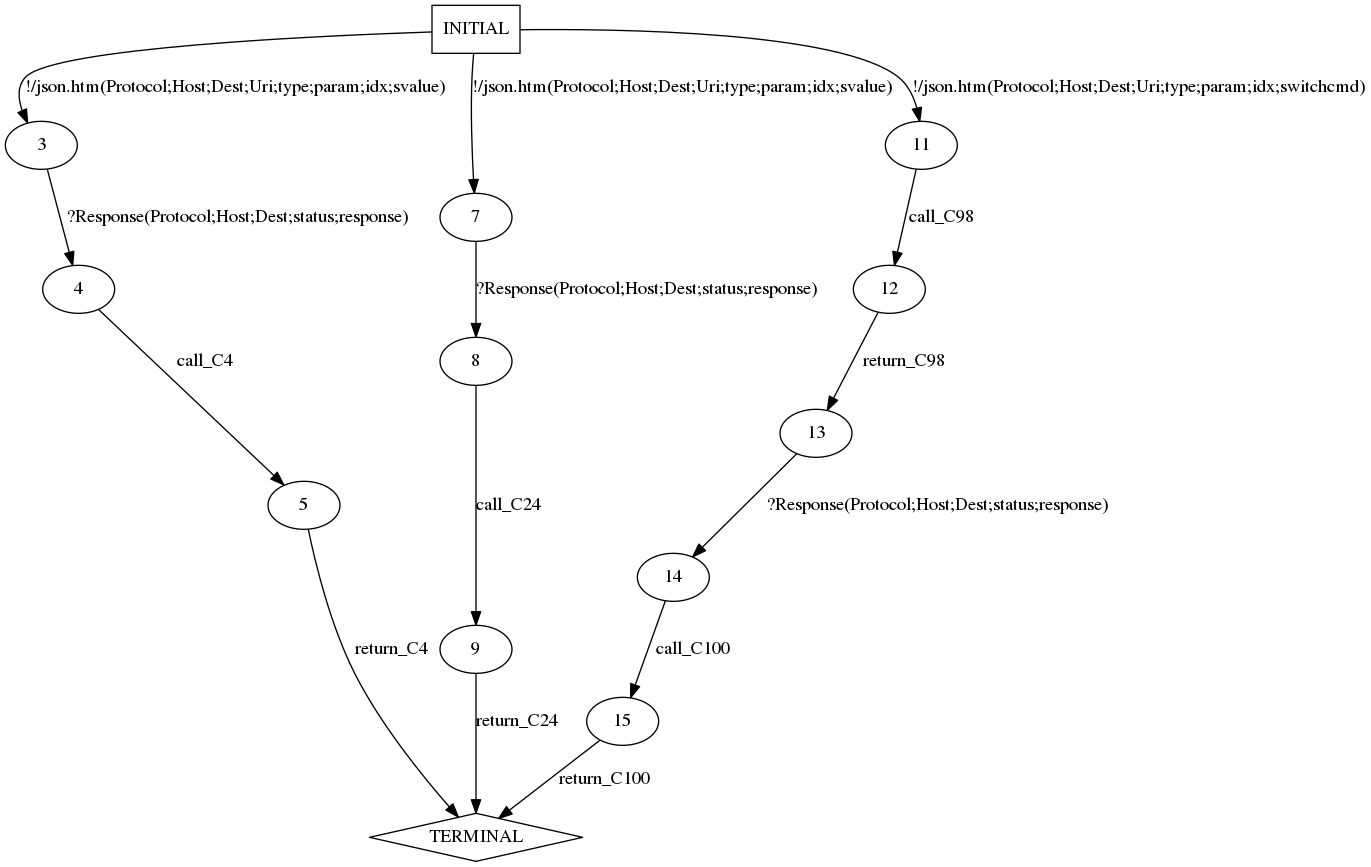 INITIAL
!/json.htm(Protocol;Host;Dest;Uri;type;param;idx;svalue)
!/json.htm(Protocol;Host;Dest;Uri;type;param;idx;svalue)
!/json.htm(Protocol;Host;Dest;Uri;type;param;idx;switchcmd)
3
11
?Response(Protocol;Host;Dest;status;response)
7
call_C98
4
?Response(Protocol;Host;Dest;status;response)
12
call_C4
8
return_C98
13
5
call_C24
?Response(Protocol;Host;Dest;status;response)
14
return_C4
9
call_C100
return_C24
15
return_C100
TERMINAL